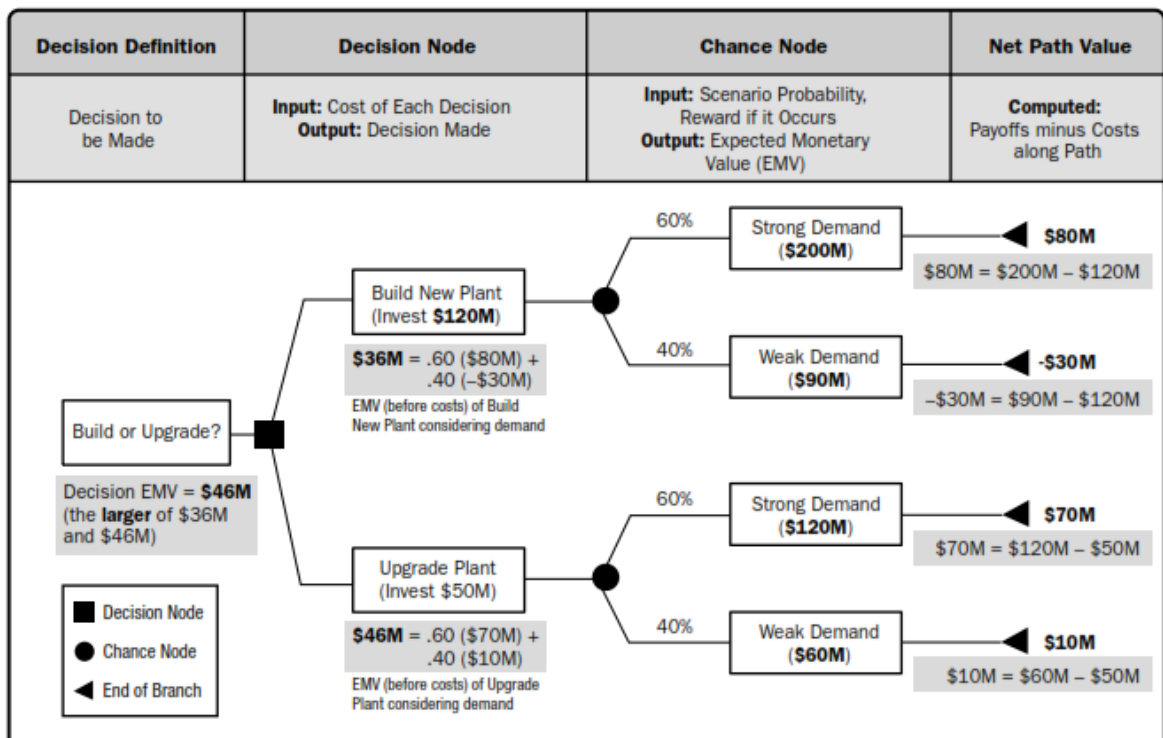 Decision Definition
Decision Node
Chance Node
Net Path Value
Decision to
be Made
Input: Cost of Each Decision
Output: Decision Made
Input: Scenario Probability,
Reward if it Occurs
Output: Expected Monetary
Value (EMV)
Computed:
Payoffs minus Costs
along Path
Build or Upgrade?
Decision EMV = $46M
(the larger of $36M
and $46M)
Build New Plant
(Invest $120M)
$36M = .60 ($80M) +
.40 (–$30M)
EMV (before costs) of Build
New Plant considering demand
60%
Strong Demand
($200M)
$80M
$80M = $200M – $120M
40%
Weak Demand
($90M)
-$30M
–$30M = $90M – $120M
Upgrade Plant
(Invest $50M)
$46M = .60 ($70M) +
.40 ($10M)
EMV (before costs) of Upgrade
Plant considering demand
60%
Strong Demand
($120M)
$70M
$70M = $120M – $50M
40%
Weak Demand
($60M)
$10M
$10M = $60M – $50M
Decision Node
Chance Node
End of Branch